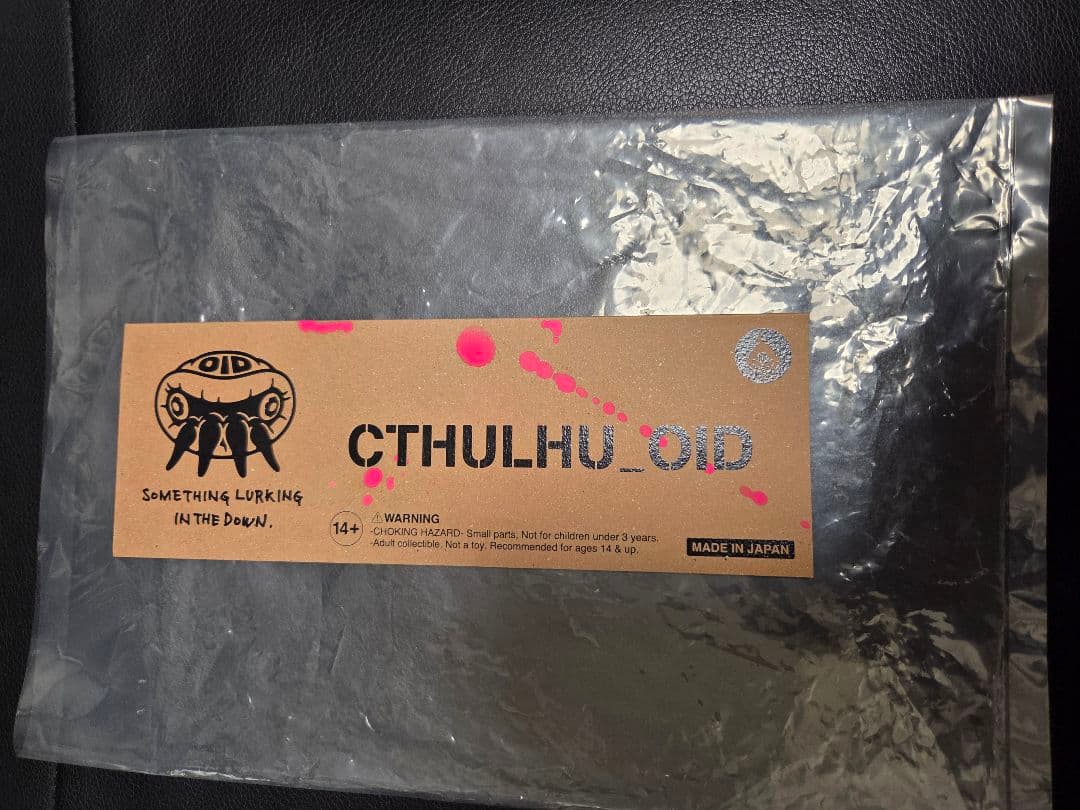 OID
SOMETHING LURKING
IN THE DOWN.
CTHULHU_OID
14+
⚠WARNING
-CHOKING HAZARD- Small parts, Not for children under 3 years.
-Adult collectible. Not a toy. Recommended for ages 14 & up.
MADE IN JAPAN